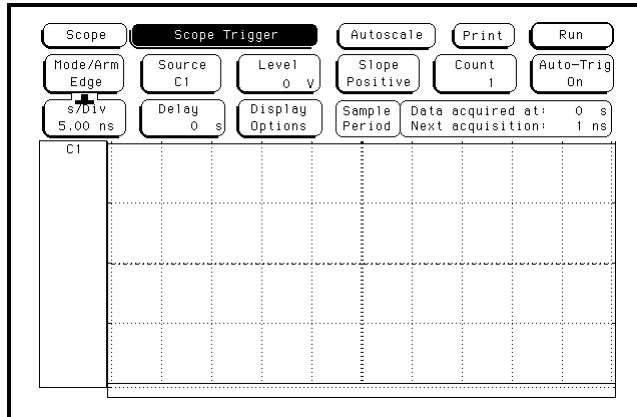 Scope Scope Trigger Autoscale Print Run
Mode/Arm Source Level Slope Count Auto-Trig
Edge C1 0 V Positive 1 On
s/Div Delay Display Sample Data acquired at: 0 s
5.00 ns 0 s Options Period Next acquisition: 1 ns
C1